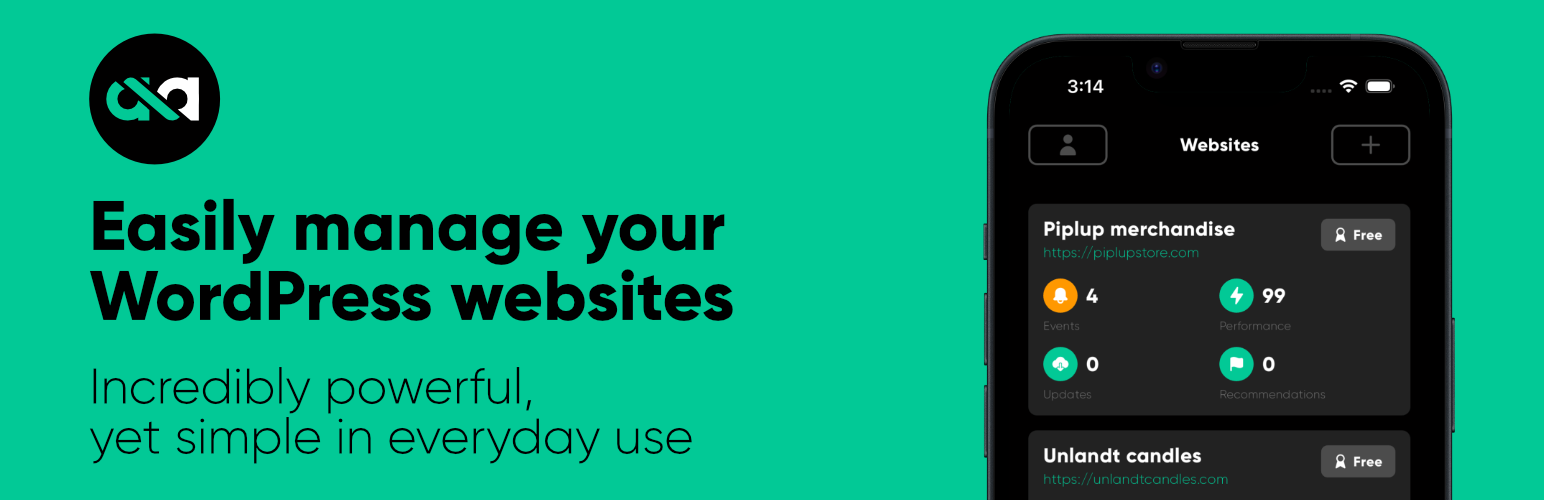 Easily manage your
WordPress websites
Incredibly powerful,
yet simple in everyday use
3:14
Websites
Piplup merchandise
Free
https://piplupstore.com
4
99
Events
Performance
0
0
Updates
Recommendations
Unlandt candles
Free
https://unlandtcandles.com